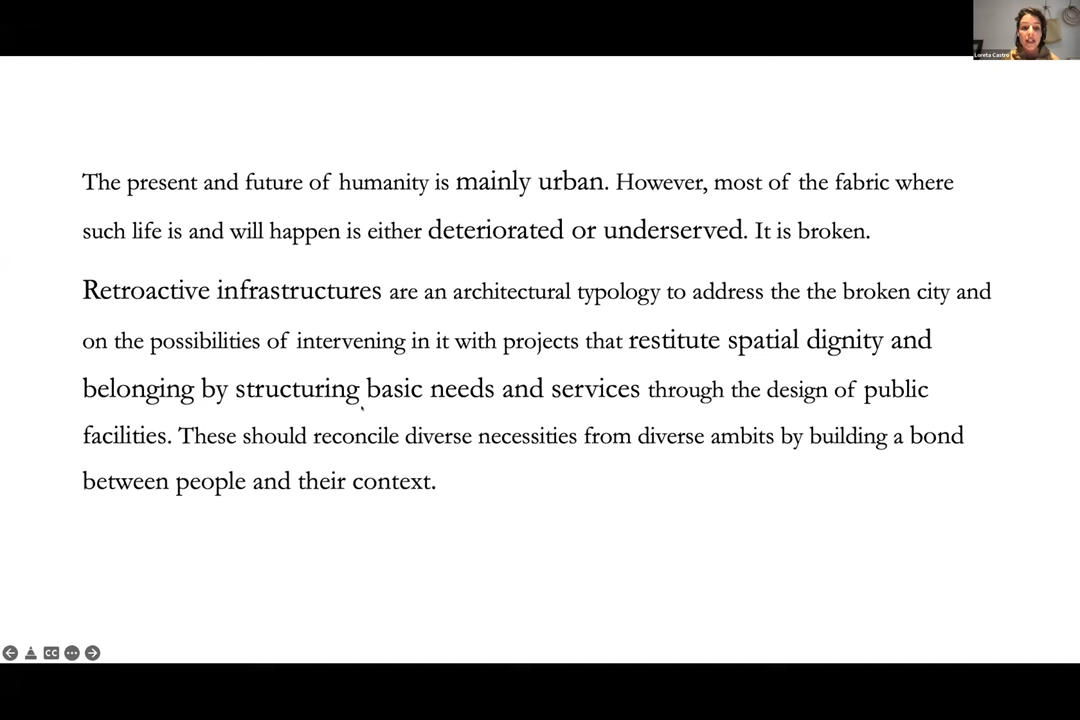 Loreta Castro
The present and future of humanity is mainly urban. However, most of the fabric where
such life is and will happen is either deteriorated or underserved. It is broken.
Retroactive infrastructures are an architectural typology to address the the broken city and
on the possibilities of intervening in it with projects that restitute spatial dignity and
belonging by structuring basic needs and services through the design of public
facilities. These should reconcile diverse necessities from diverse ambits by building a bond
between people and their context.
CC